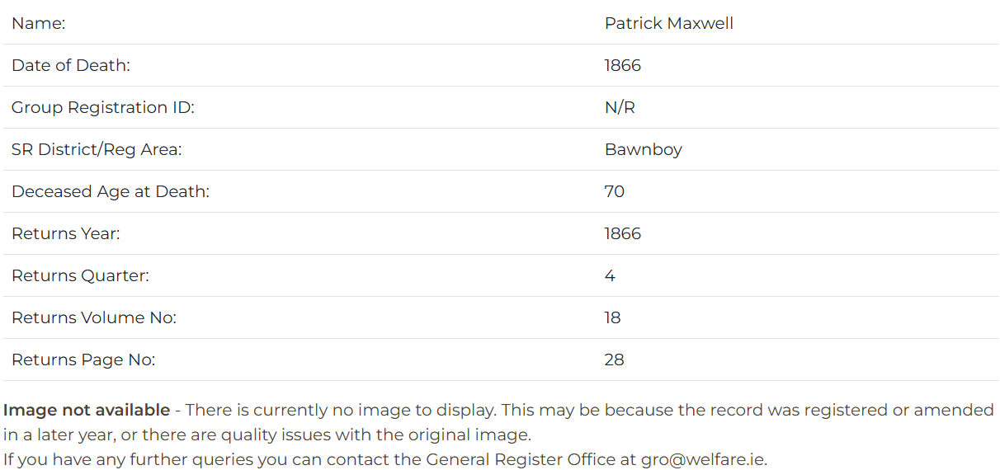 Name: Patrick Maxwell
Date of Death: 1866
Group Registration ID: N/R
SR District/Reg Area: Bawnboy
Deceased Age at Death: 70
Returns Year: 1866
Returns Quarter: 4
Returns Volume No: 18
Returns Page No: 28
Image not available - There is currently no image to display. This may be because the record was registered or amended
in a later year, or there are quality issues with the original image.
If you have any further queries you can contact the General Register Office at gro@welfare.ie.